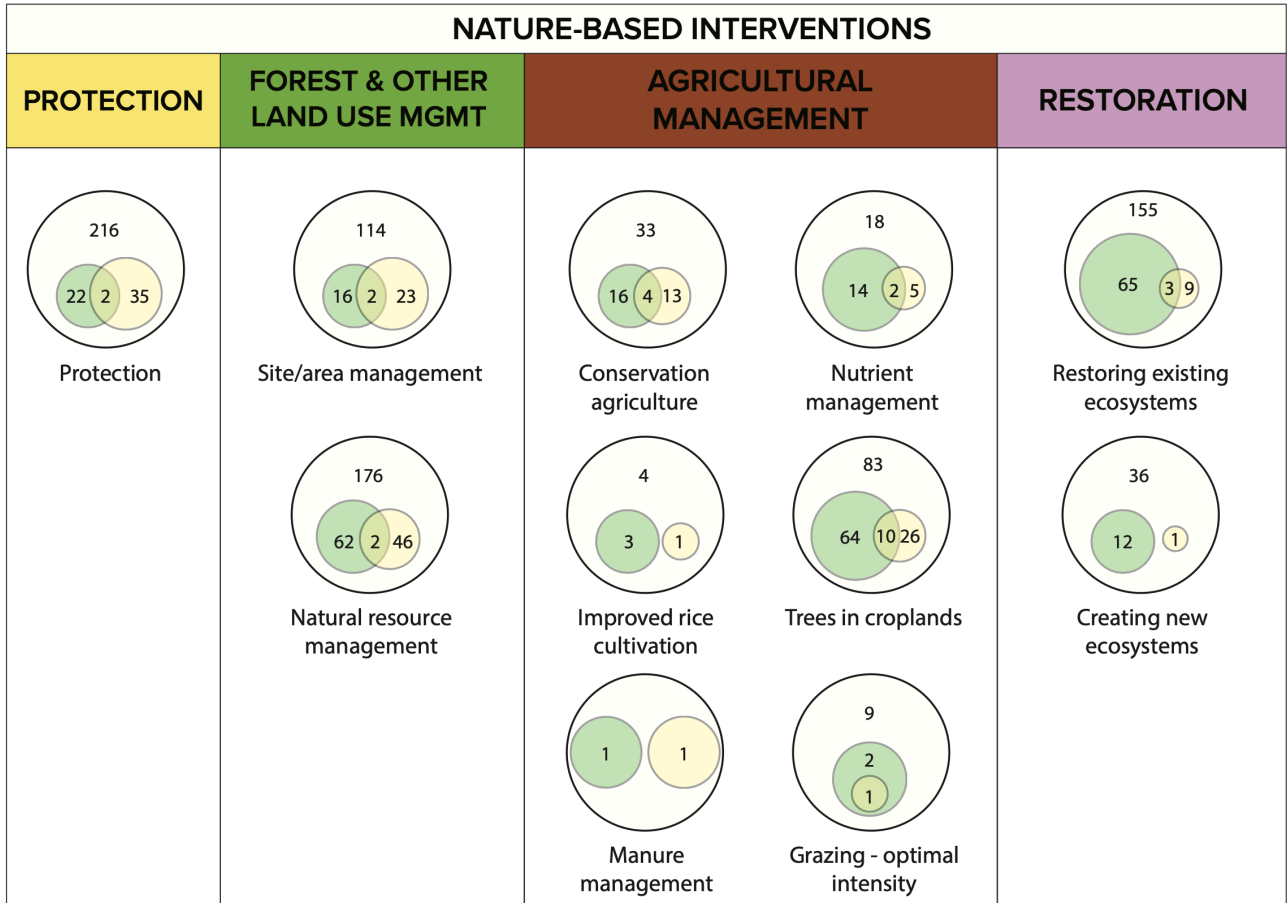 NATURE-BASED INTERVENTIONS
PROTECTION
FOREST & OTHER
LAND USE MGMT
AGRICULTURAL
MANAGEMENT
RESTORATION
216
22 2 35
Protection
114
16 2 23
Site/area management
33
16 4 13
Conservation
agriculture
18
14 2 5
Nutrient
management
155
65 3 9
Restoring existing
ecosystems
176
62 2 46
Natural resource
management
4
3 1
Improved rice
cultivation
83
64 10 26
Trees in croplands
36
12 1
Creating new
ecosystems
1 1
Manure
management
9
2
1
Grazing - optimal
intensity